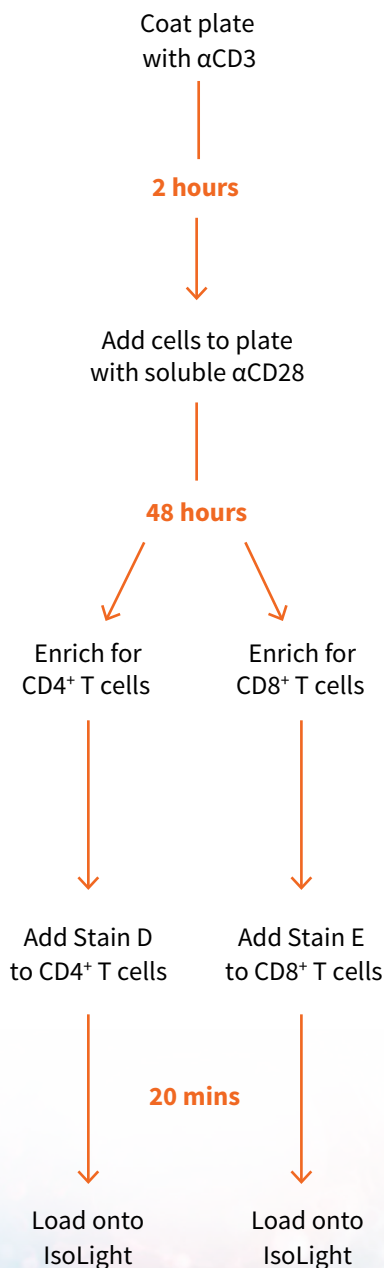 Coat plate
with αCD3
2 hours
Add cells to plate
with soluble αCD28
48 hours
Enrich for
CD4⁺ T cells
Enrich for
CD8⁺ T cells
Add Stain D
to CD4⁺ T cells
Add Stain E
to CD8⁺ T cells
20 mins
Load onto
IsoLight
Load onto
IsoLight